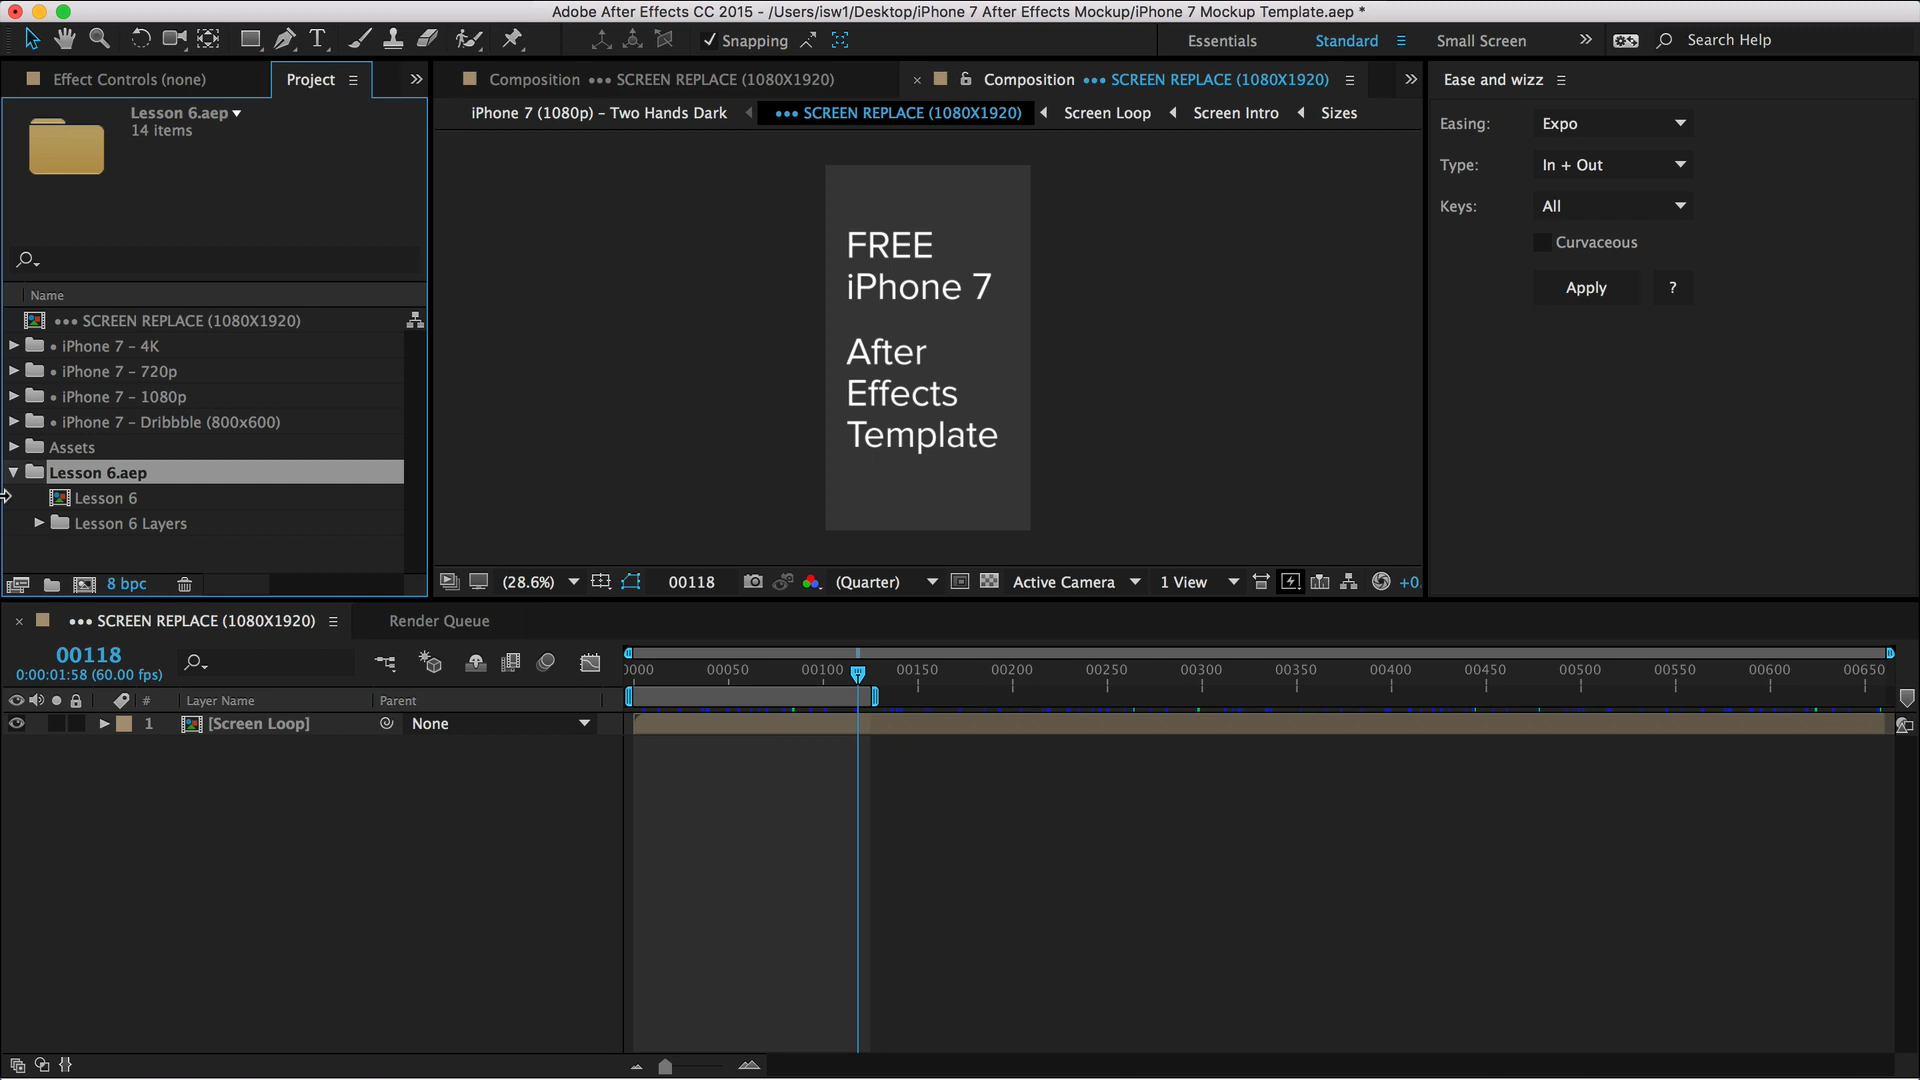 Adobe After Effects CC 2015 - /Users/isw1/Desktop/iPhone 7 After Effects Mockup/iPhone 7 Mockup Template.aep *
Snapping
Essentials
Standard
Small Screen
Search Help
Effect Controls (none)
Project
Composition ••• SCREEN REPLACE (1080X1920)
Composition ••• SCREEN REPLACE (1080X1920)
Ease and wizz
Lesson 6.aep
14 items
iPhone 7 (1080p) – Two Hands Dark
••• SCREEN REPLACE (1080X1920)
Screen Loop
Screen Intro
Sizes
Easing:
Expo
Type:
In + Out
Keys:
All
Curvaceous
Apply
?
Name
••• SCREEN REPLACE (1080X1920)
• iPhone 7 – 4K
• iPhone 7 – 720p
• iPhone 7 – 1080p
• iPhone 7 – Dribbble (800x600)
Assets
Lesson 6.aep
Lesson 6
Lesson 6 Layers
8 bpc
FREE
iPhone 7
After
Effects
Template
(28.6%)
00118
(Quarter)
Active Camera
1 View
+0.
••• SCREEN REPLACE (1080X1920)
Render Queue
00118
0:00:01:58 (60.00 fps)
0000
00050
00100
00150
00200
00250
00300
00350
00400
00450
00500
00550
00600
00650
#
Layer Name
Parent
1
[Screen Loop]
None